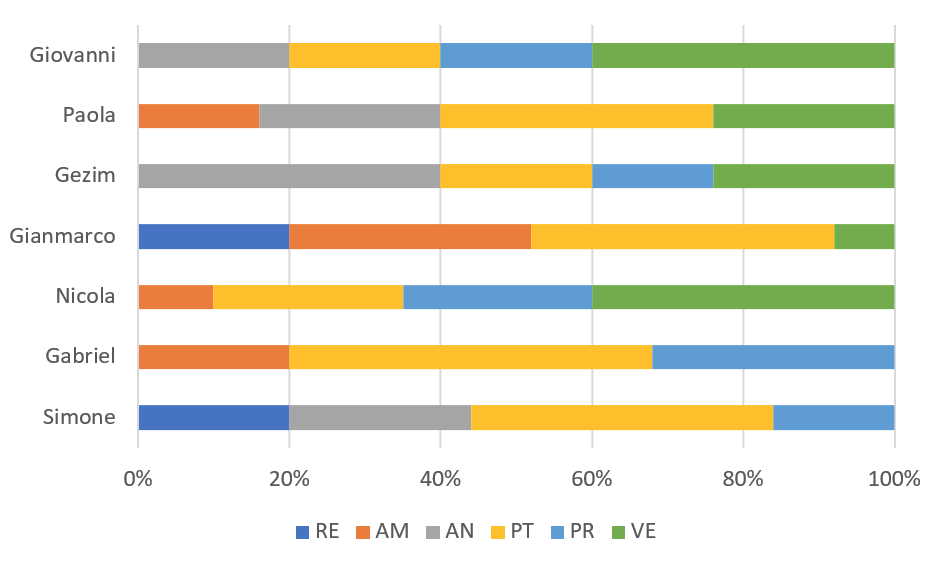 Giovanni
Paola
Gezim
Gianmarco
Nicola
Gabriel
Simone
0% 20% 40% 60% 80% 100%
RE AM AN PT PR VE